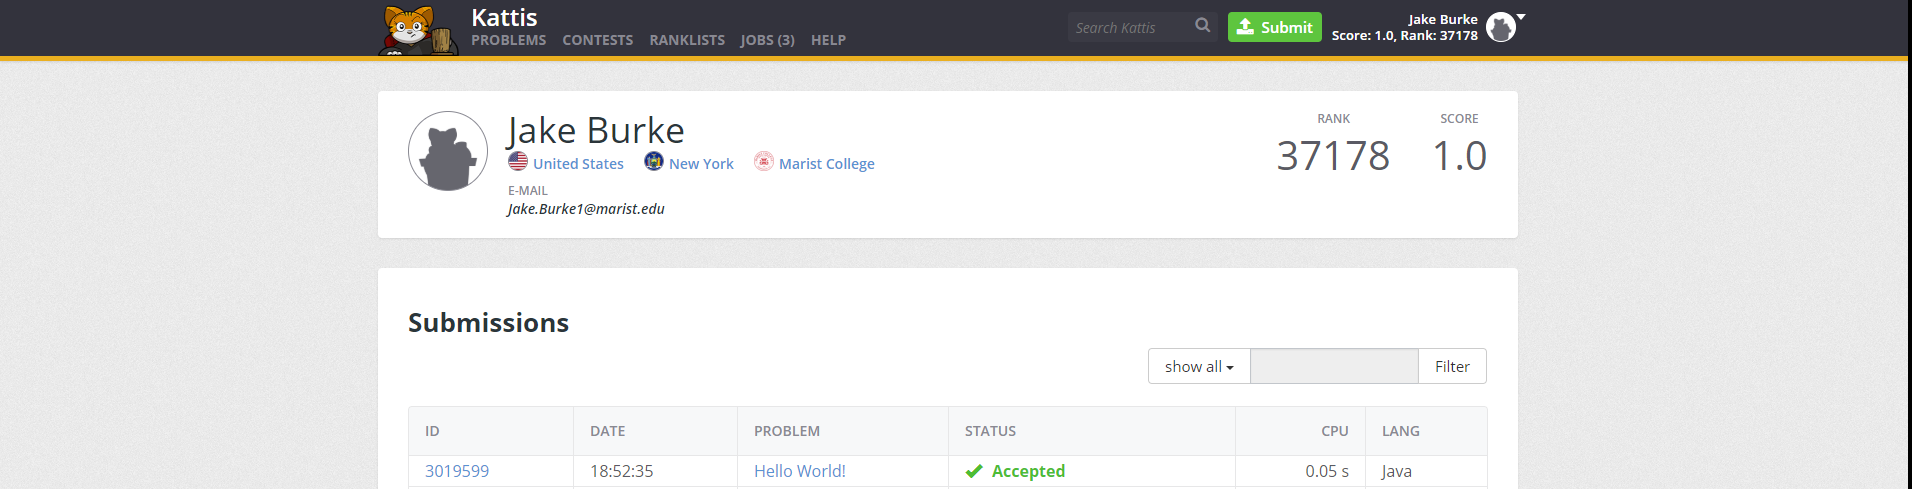 Kattis
PROBLEMS CONTESTS RANKLISTS JOBS (3) HELP
Search Kattis
Submit
Jake Burke
Score: 1.0, Rank: 37178
Jake Burke
United States New York Marist College
E-MAIL
Jake.Burke1@marist.edu
RANK SCORE
37178 1.0
Submissions
show all Filter
ID DATE PROBLEM STATUS CPU LANG
3019599 18:52:35 Hello World! Accepted 0.05 s Java